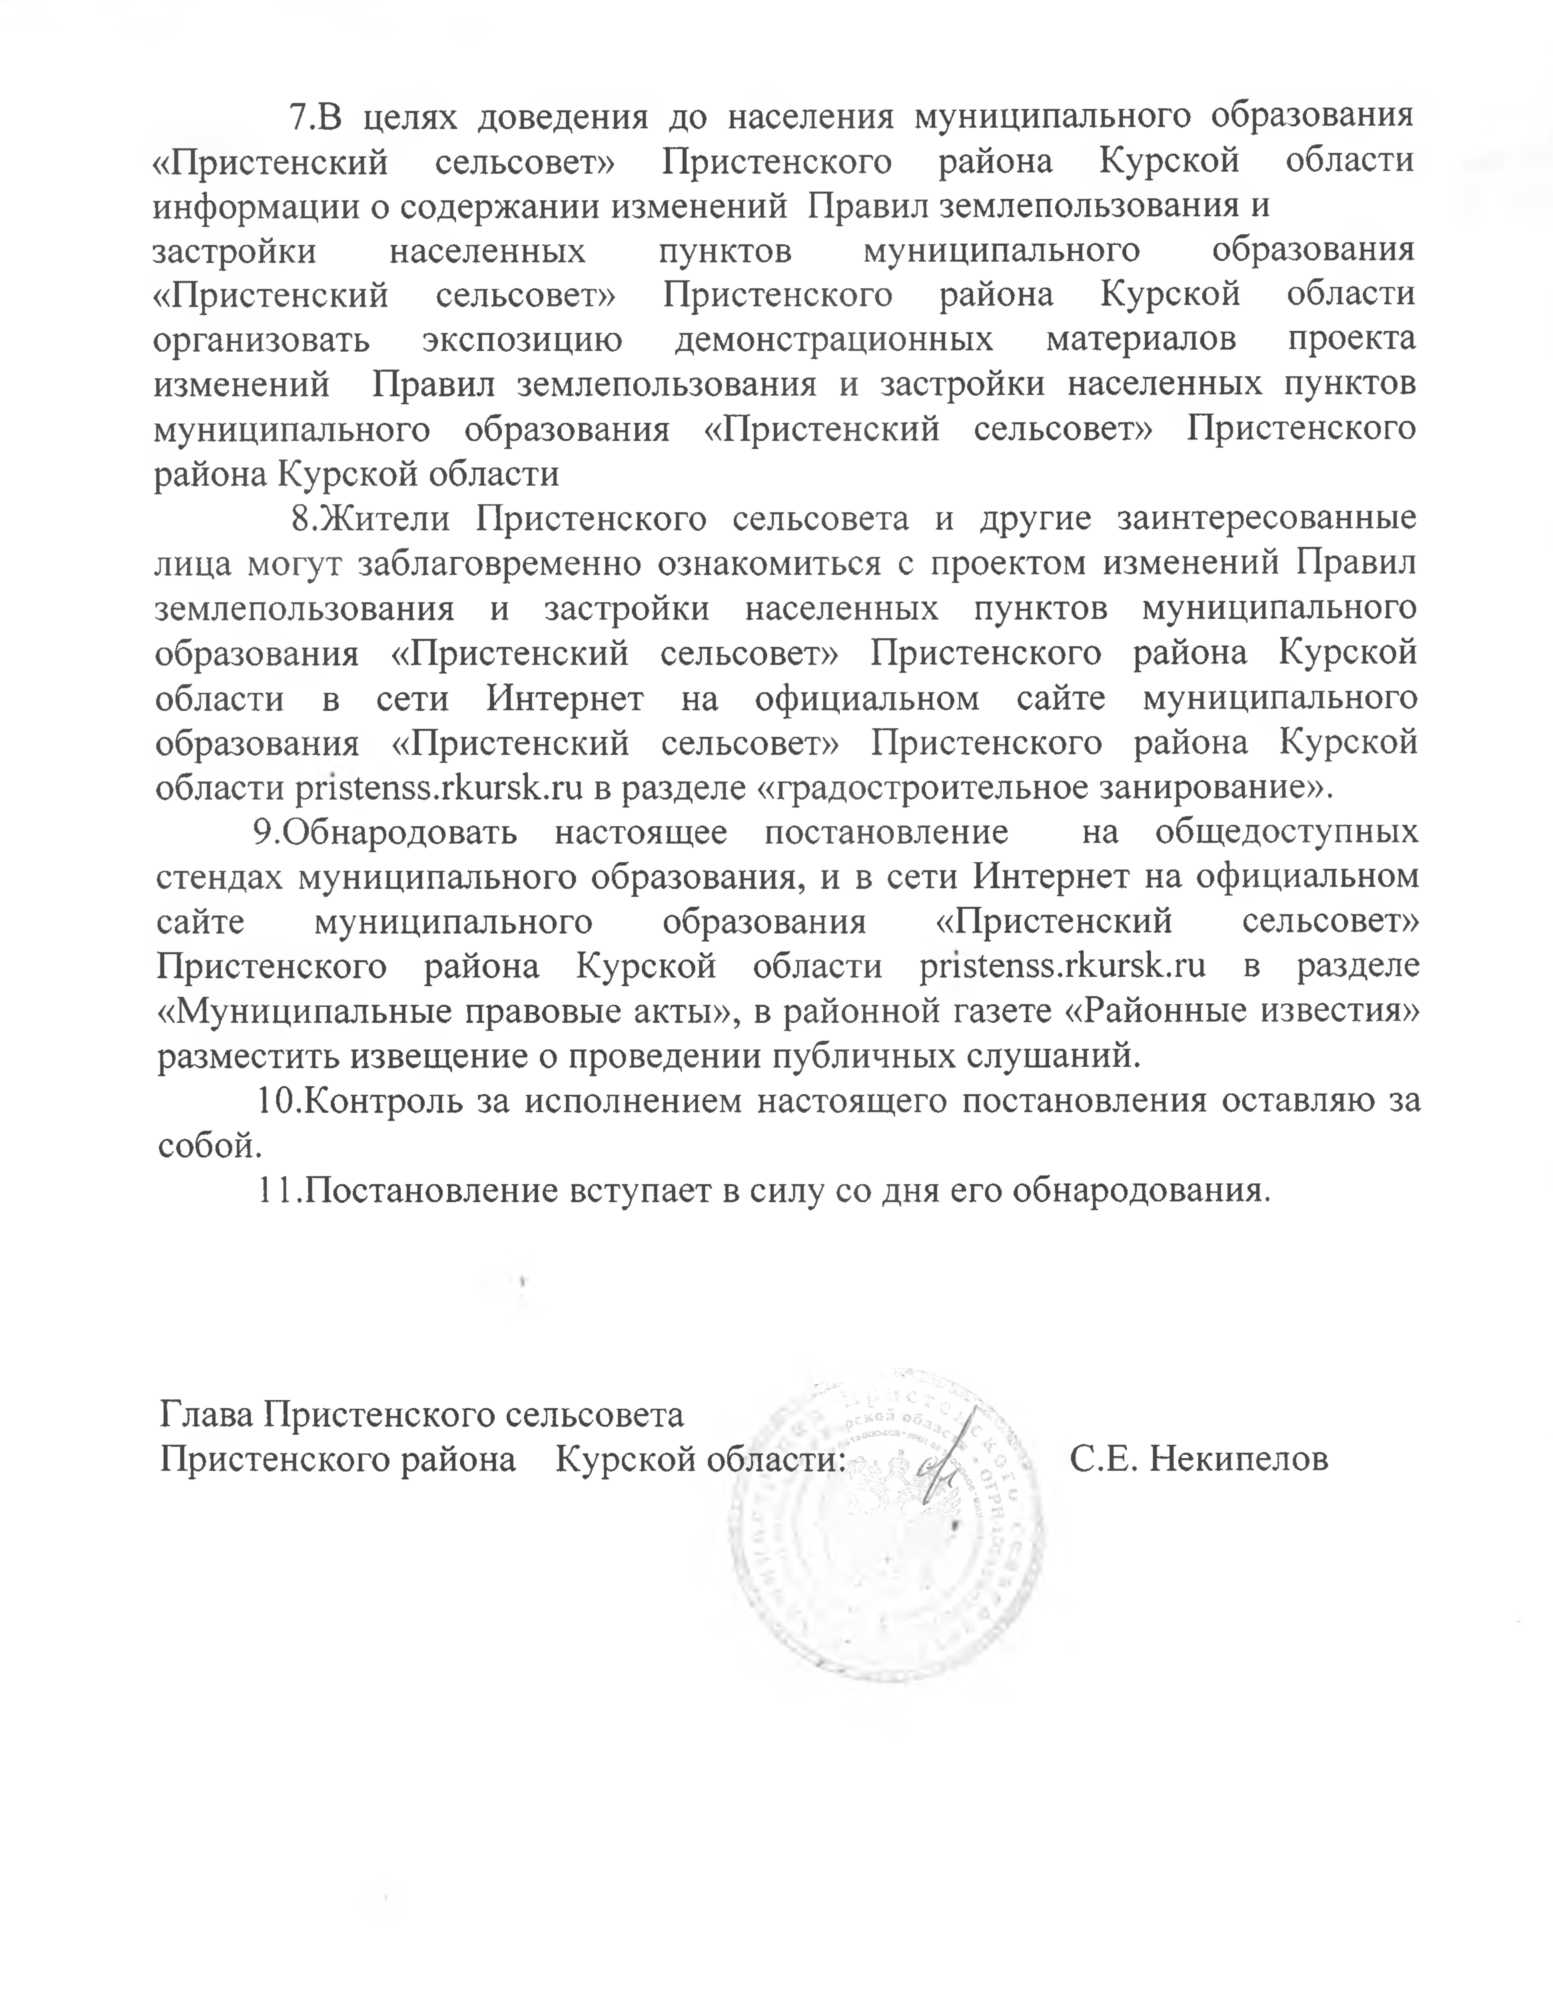 7.В целях доведения до населения муниципального образования
«Пристенский сельсовет» Пристенского района Курской области
информации о содержании изменений Правил землепользования и
застройки населенных пунктов муниципального образования
«Пристенский сельсовет» Пристенского района Курской области
организовать экспозицию демонстрационных материалов проекта
изменений Правил землепользования и застройки населенных пунктов
муниципального образования «Пристенский сельсовет» Пристенского
района Курской области
8.Жители Пристенского сельсовета и другие заинтересованные
лица могут заблаговременно ознакомиться с проектом изменений Правил
землепользования и застройки населенных пунктов муниципального
образования «Пристенский сельсовет» Пристенского района Курской
области в сети Интернет на официальном сайте муниципального
образования «Пристенский сельсовет» Пристенского района Курской
области pristenss.rkursk.ru в разделе «градостроительное занирование».
9.Обнародовать настоящее постановление на общедоступных
стендах муниципального образования, и в сети Интернет на официальном
сайте муниципального образования «Пристенский сельсовет»
Пристенского района Курской области pristenss.rkursk.ru в разделе
«Муниципальные правовые акты», в районной газете «Районные известия»
разместить извещение о проведении публичных слушаний.
10.Контроль за исполнением настоящего постановления оставляю за
собой.
11.Постановление вступает в силу со дня его обнародования.
Глава Пристенского сельсовета
Пристенского района Курской области: С.Е. Некипелов